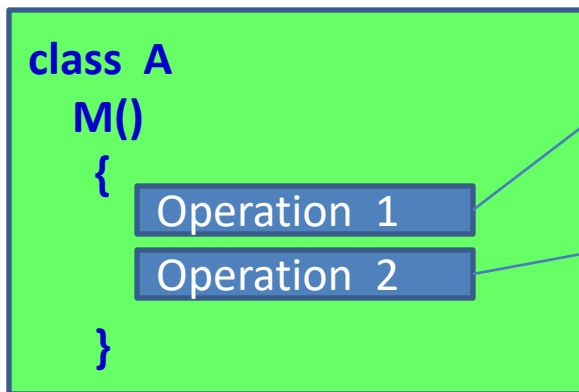 class A
M()
{
Operation 1
Operation 2
}